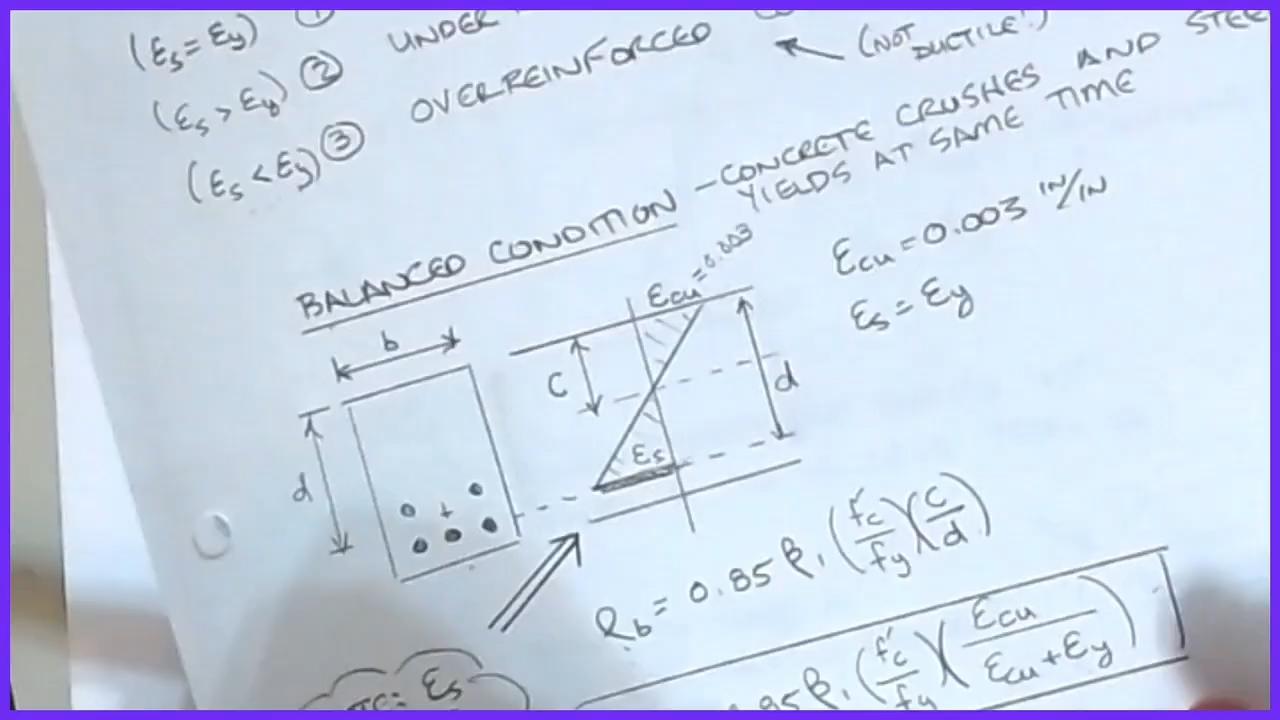 (εs = εy) ①
(εs > εy) ② UNDER
(εs < εy) ③ OVERREINFORCED
(NOT DUCTILE!)
BALANCED CONDITION - CONCRETE CRUSHES AND STEEL
YIELDS AT SAME TIME
εcu = 0.003
εcu = 0.003 IN/IN
εs = εy
b
d
c
d
εs
ρb = 0.85 β1 (f'c/fy)(c/d)
β1 (f'c/fy)(εcu/(εcu + εy))
εs